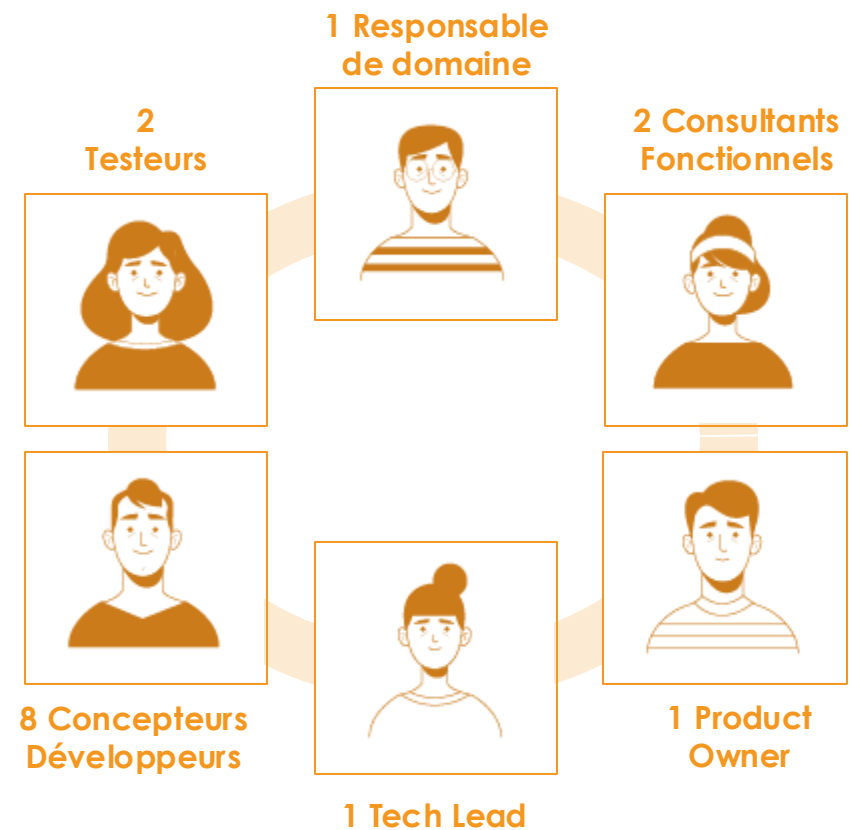 1 Responsable
de domaine
2
Testeurs
2 Consultants
Fonctionnels
8 Concepteurs
Développeurs
1 Product
Owner
1 Tech Lead